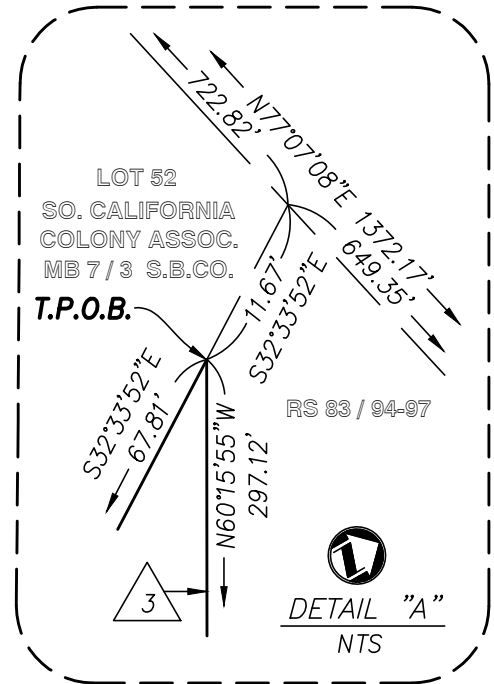 722.82'
N77°07'08"E 1372.17'
649.35'
LOT 52
SO. CALIFORNIA
COLONY ASSOC.
MB 7 / 3 S.B.CO.
T.P.O.B.
11.67'
S32°33'52"E
S32°33'52"E
67.81'
N60°15'55"W
297.12'
RS 83 / 94-97
3
DETAIL "A"
NTS